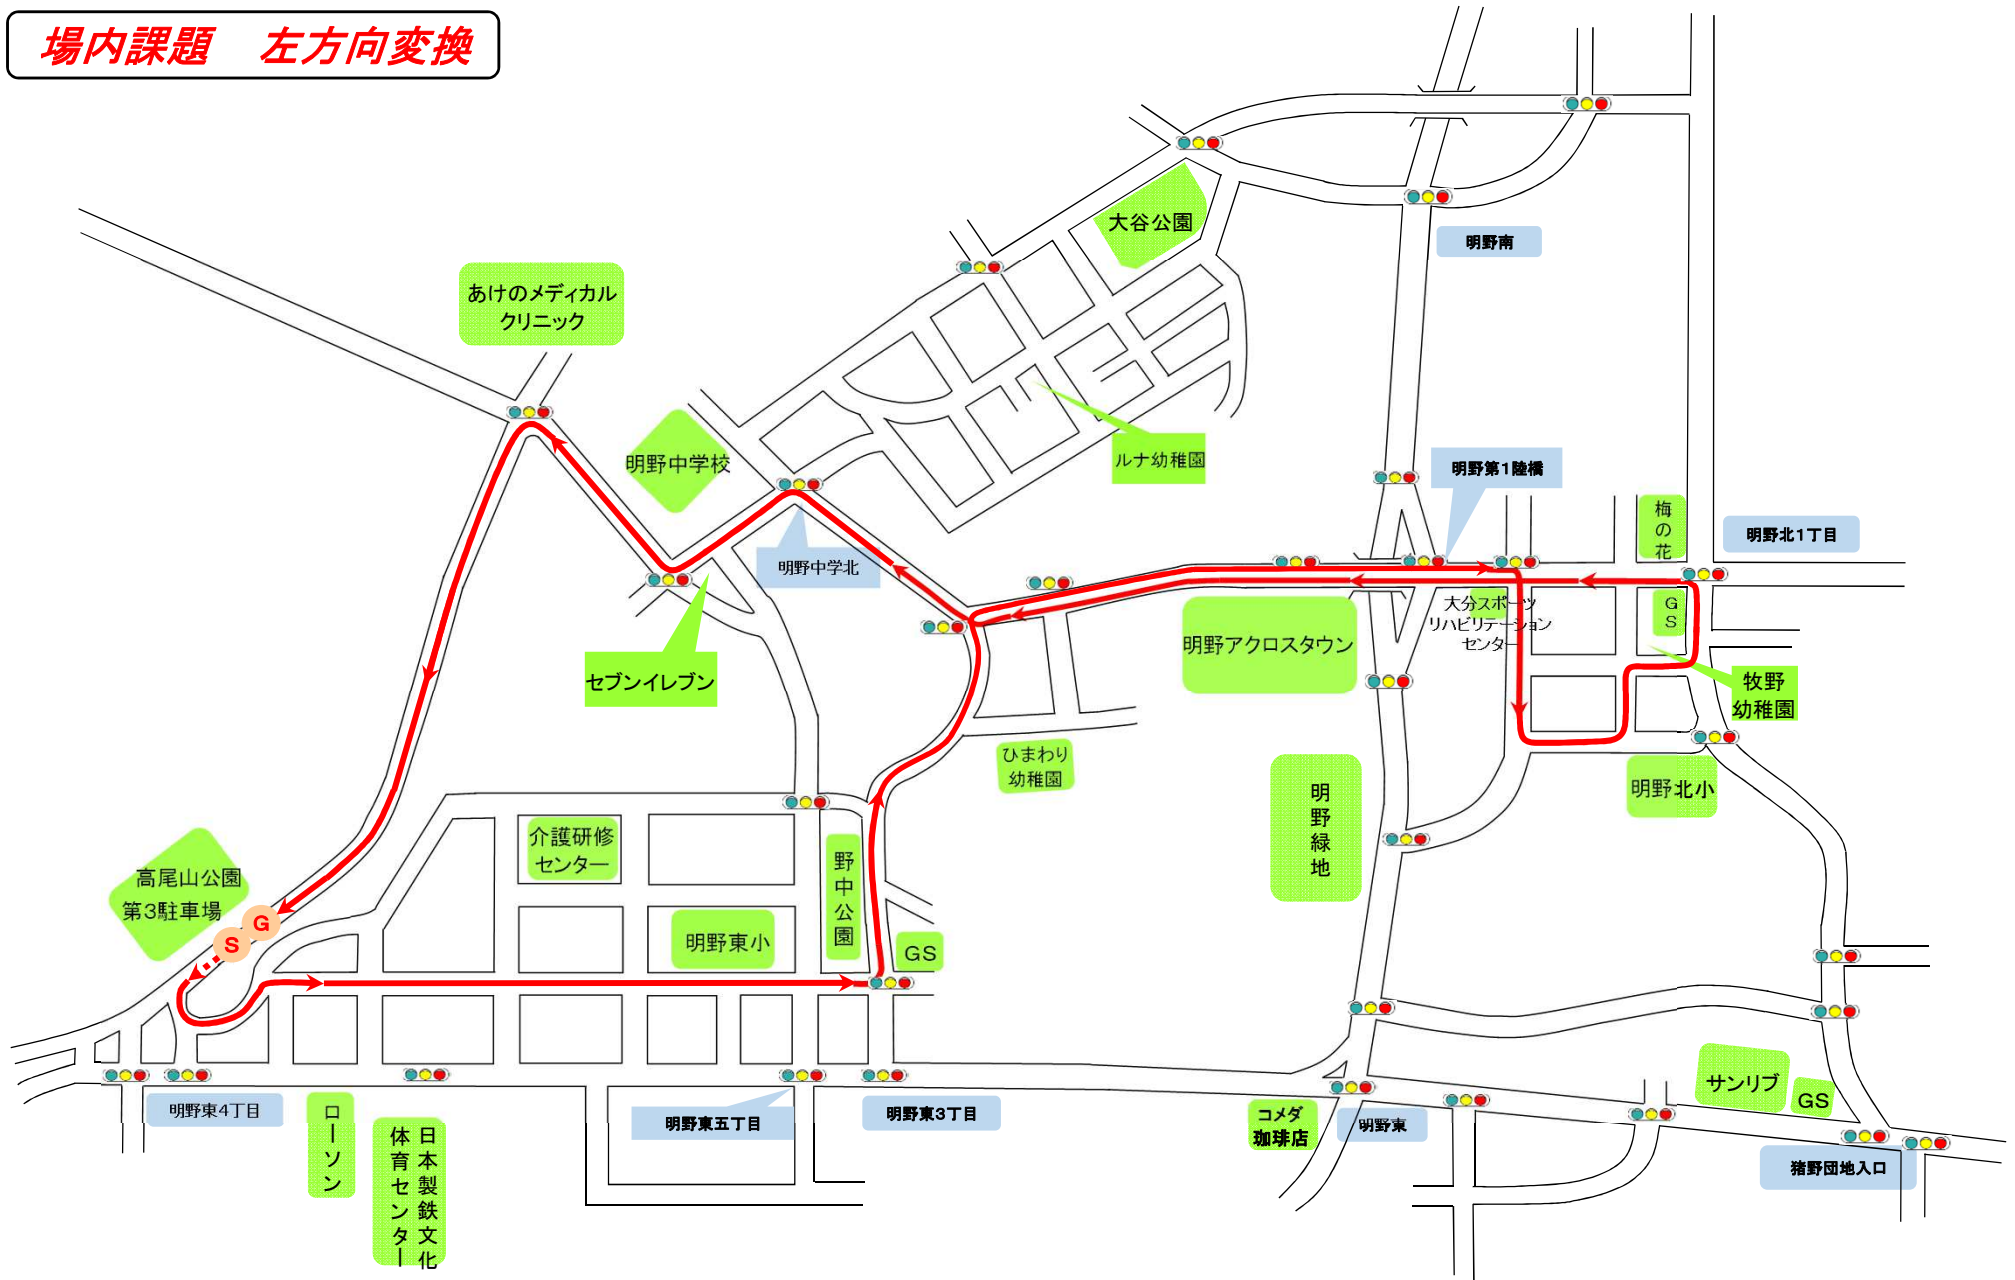 場内課題　左方向変換
大谷公園
明野南
あけのメディカル
クリニック
明野中学校
ルナ幼稚園
明野第1陸橋
梅の花
明野北1丁目
明野中学北
GS
大分スポーツ
リハビリテーション
センター
明野アクロスタウン
セブンイレブン
牧野
幼稚園
ひまわり
幼稚園
明野北小
明野緑地
介護研修
センター
野中公園
高尾山公園
第3駐車場
G
S
明野東小
GS
サンリブ
GS
明野東4丁目
ローソン
日本製鉄文化
体育センター
明野東五丁目
明野東3丁目
コメダ
珈琲店
明野東
猪野団地入口